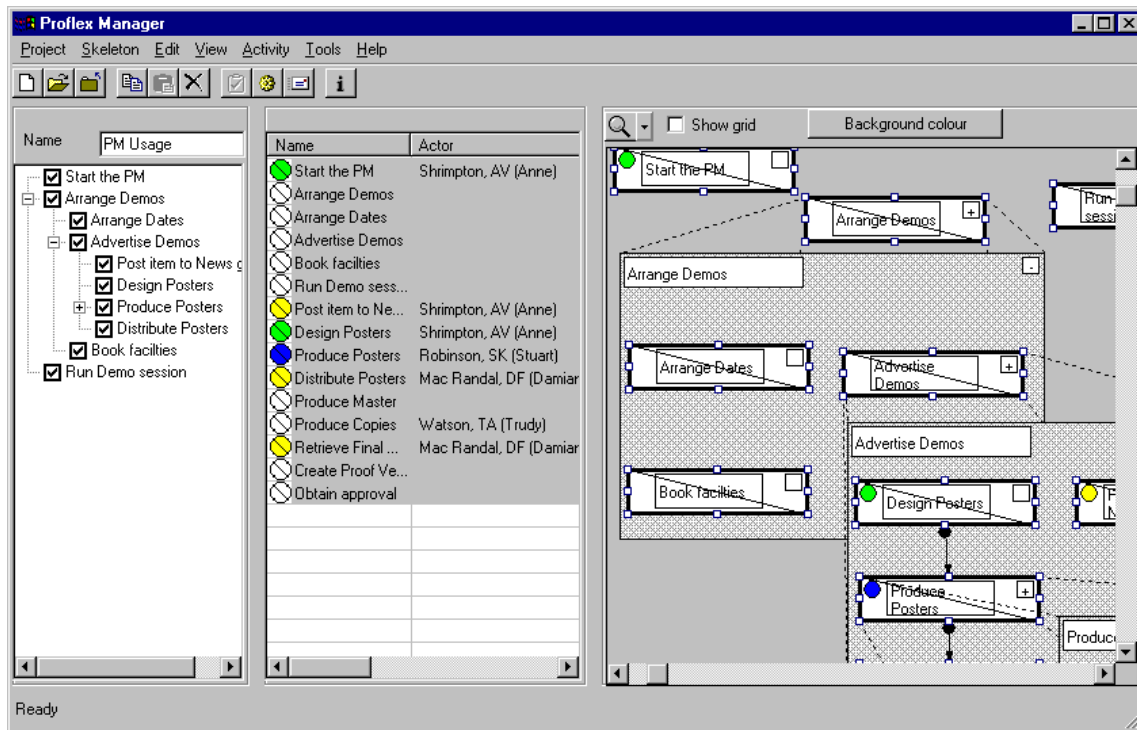 Proflex Manager
Project Skeleton Edit View Activity Tools Help
Name PM Usage
Start the PM
Arrange Demos
Arrange Dates
Advertise Demos
Post item to News g
Design Posters
Produce Posters
Distribute Posters
Book facilties
Run Demo session
Name Actor
Start the PM Shrimpton, AV (Anne)
Arrange Demos
Arrange Dates
Advertise Demos
Book facilties
Run Demo sess...
Post item to Ne... Shrimpton, AV (Anne)
Design Posters Shrimpton, AV (Anne)
Produce Posters Robinson, SK (Stuart)
Distribute Posters Mac Randal, DF (Damian
Produce Master
Produce Copies Watson, TA (Trudy)
Retrieve Final ... Mac Randal, DF (Damian
Create Proof Ve...
Obtain approval
Show grid Background colour
Start the PM
Arrange Demos
Run
sessi
Arrange Demos
Arrange Dates
Advertise
Demos
Advertise Demos
Book facilties
Design Posters
Produce
Posters
Produce
Ready